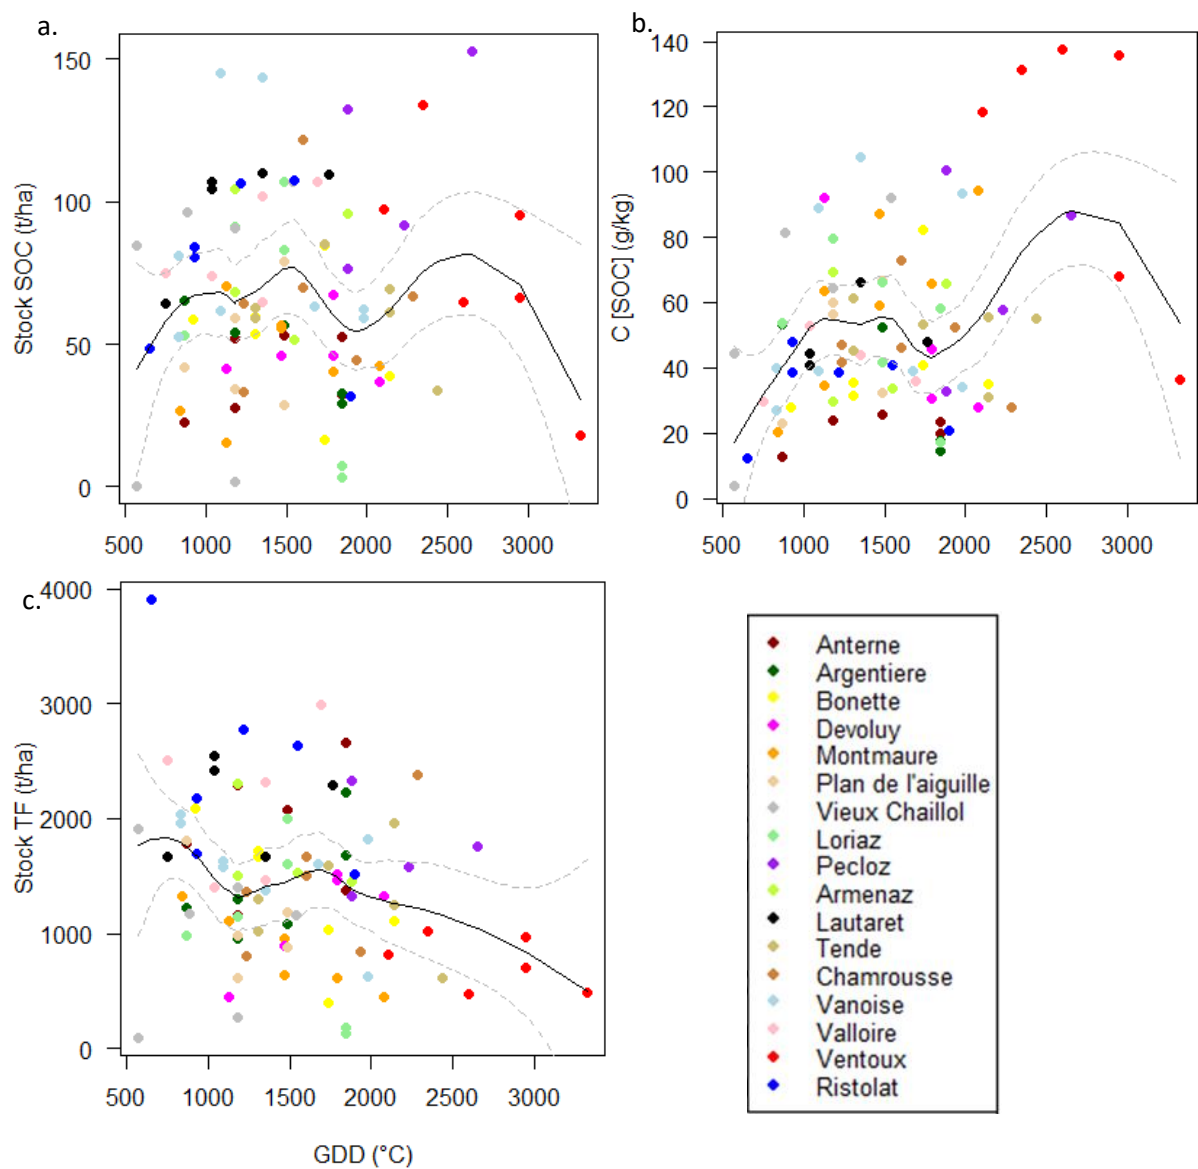 a.
Stock SOC (t/ha)
150
100
50
0
500 1000 1500 2000 2500 3000
b.
C [SOC] (g/kg)
140
120
100
80
60
40
20
0
500 1000 1500 2000 2500 3000
c.
Stock TF (t/ha)
4000
3000
2000
1000
0
500 1000 1500 2000 2500 3000
GDD (°C)
Anterne
Argentiere
Bonette
Devoluy
Montmaure
Plan de l'aiguille
Vieux Chaillol
Loriaz
Pecloz
Armenaz
Lautaret
Tende
Chamrousse
Vanoise
Valloire
Ventoux
Ristolat